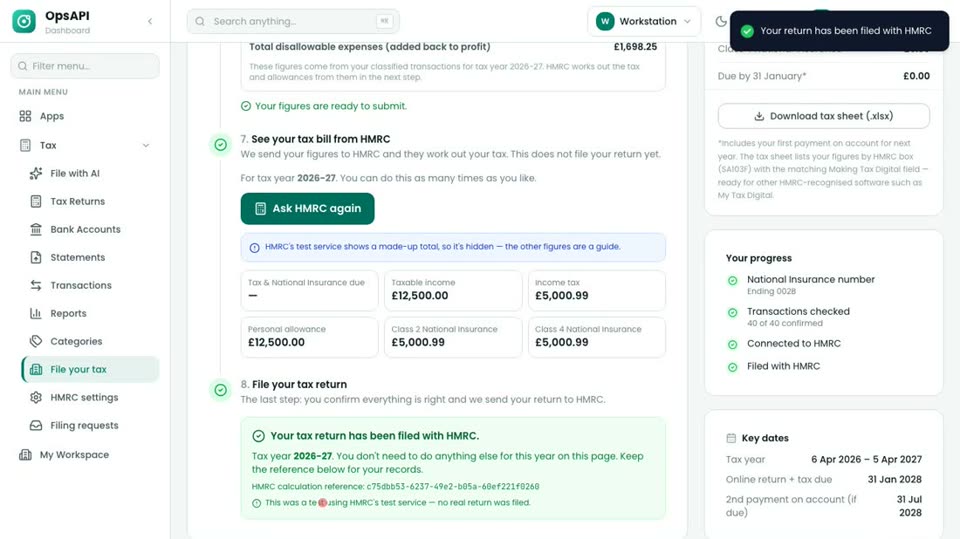 OpsAPI
Dashboard
Search anything...
⌘K
W Workstation
Your return has been filed with HMRC
Filter menu...
MAIN MENU
Apps
Tax
File with AI
Tax Returns
Bank Accounts
Statements
Transactions
Reports
Categories
File your tax
HMRC settings
Filing requests
My Workspace
Total disallowable expenses (added back to profit) £1,698.25
These figures come from your classified transactions for tax year 2026-27. HMRC works out the tax
and allowances from them in the next step.
Your figures are ready to submit.
7. See your tax bill from HMRC
We send your figures to HMRC and they work out your tax. This does not file your return yet.
For tax year 2026-27. You can do this as many times as you like.
Ask HMRC again
HMRC's test service shows a made-up total, so it's hidden — the other figures are a guide.
Tax & National Insurance due
—
Taxable income
£12,500.00
Income tax
£5,000.99
Personal allowance
£12,500.00
Class 2 National Insurance
£5,000.99
Class 4 National Insurance
£5,000.99
8. File your tax return
The last step: you confirm everything is right and we send your return to HMRC.
Your tax return has been filed with HMRC.
Tax year 2026-27. You don't need to do anything else for this year on this page. Keep
the reference below for your records.
HMRC calculation reference: c75dbb53-6237-49e2-b05a-60ef221f0260
This was a te using HMRC's test service — no real return was filed.
Due by 31 January* £0.00
Download tax sheet (.xlsx)
*Includes your first payment on account for next
year. The tax sheet lists your figures by HMRC box
(SA103F) with the matching Making Tax Digital field —
ready for other HMRC-recognised software such as
My Tax Digital.
Your progress
National Insurance number
Ending 002B
Transactions checked
40 of 40 confirmed
Connected to HMRC
Filed with HMRC
Key dates
Tax year 6 Apr 2026 – 5 Apr 2027
Online return + tax due 31 Jan 2028
2nd payment on account (if due) 31 Jul 2028